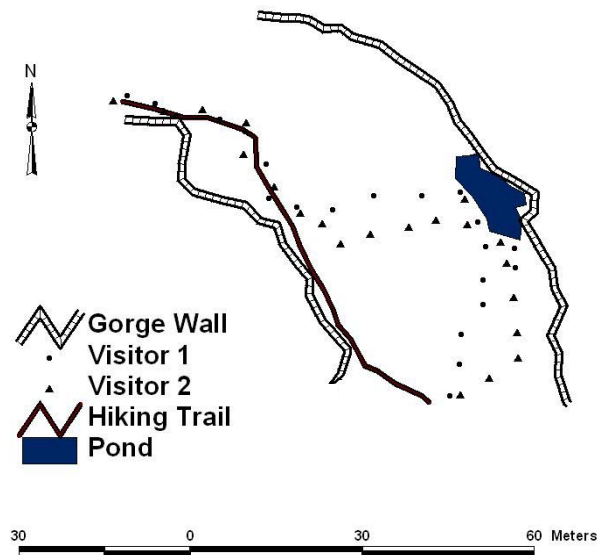 N
Gorge Wall
Visitor 1
Visitor 2
Hiking Trail
Pond
30 0 30 60 Meters